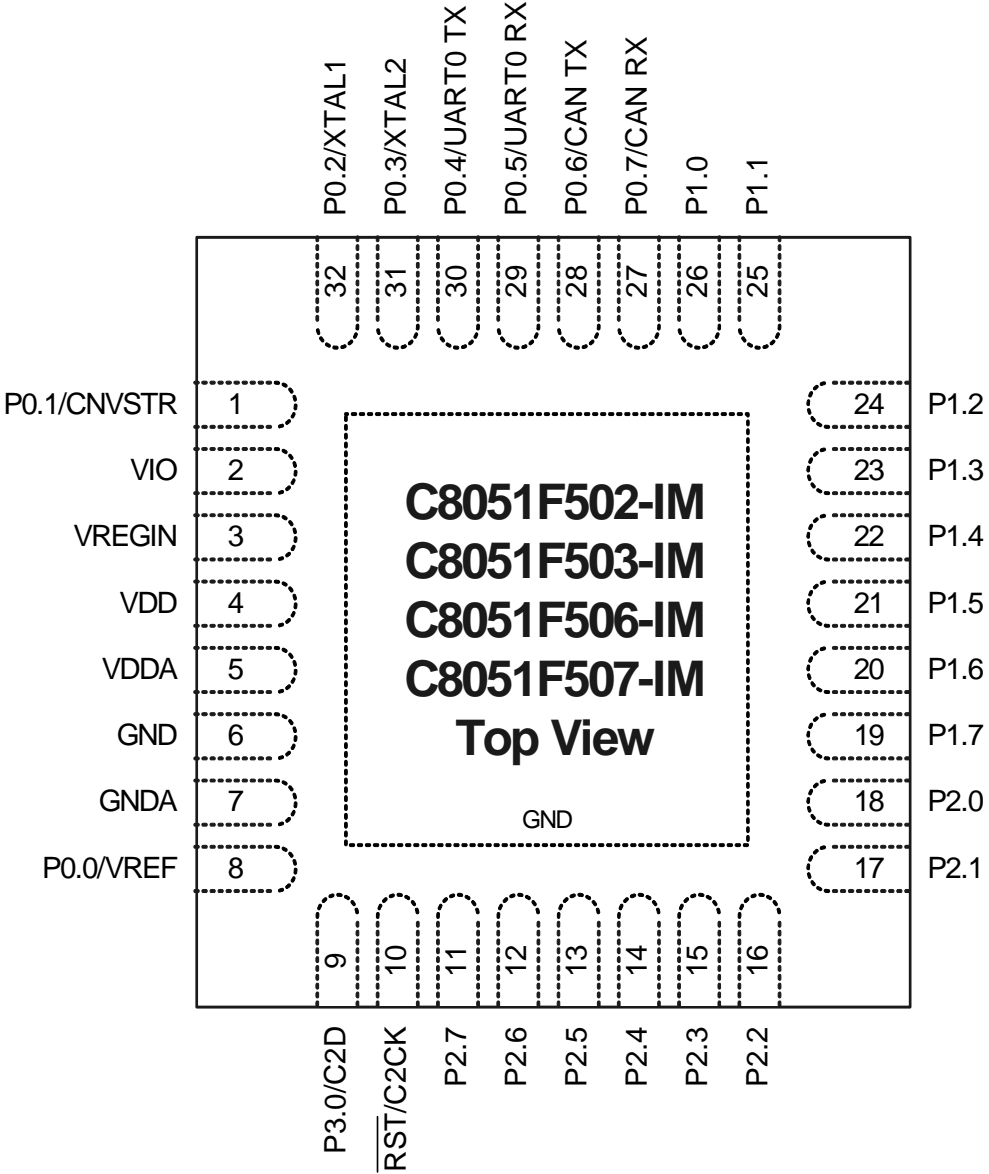 P0.2/XTAL1
P0.3/XTAL2
P0.4/UART0 TX
P0.5/UART0 RX
P0.6/CAN TX
P0.7/CAN RX
P1.0
P1.1
32
31
30
29
28
27
26
25
P0.1/CNVSTR 1
VIO 2
VREGIN 3
VDD 4
VDDA 5
GND 6
GNDA 7
P0.0/VREF 8
C8051F502-IM
C8051F503-IM
C8051F506-IM
C8051F507-IM
Top View
GND
24 P1.2
23 P1.3
22 P1.4
21 P1.5
20 P1.6
19 P1.7
18 P2.0
17 P2.1
9
10
11
12
13
14
15
16
P3.0/C2D
RST/C2CK
P2.7
P2.6
P2.5
P2.4
P2.3
P2.2